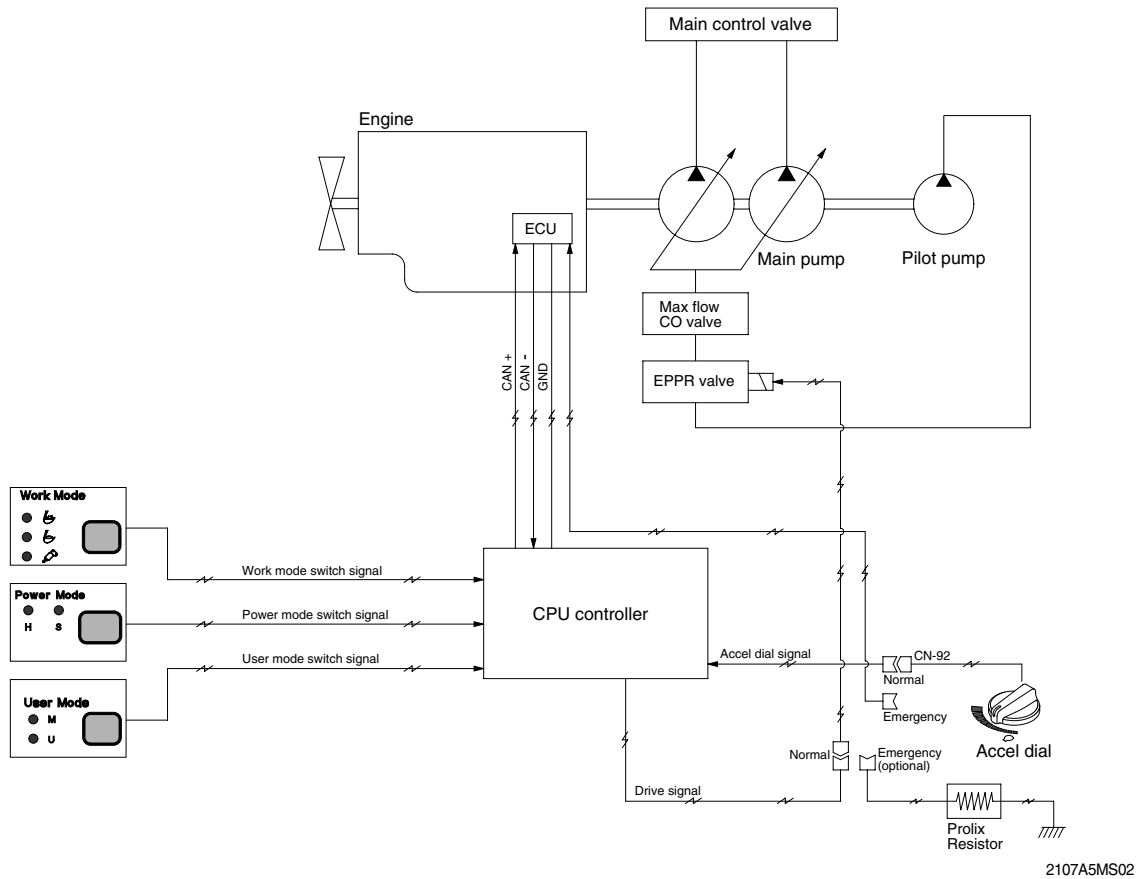 Main control valve
Engine
ECU
Main pump
Pilot pump
Max flow
CO valve
EPPR valve
CAN +
CAN -
GND
Work Mode
Work mode switch signal
Power Mode
H S
Power mode switch signal
CPU controller
User mode switch signal
User Mode
M
U
Accel dial signal
CN-92
Normal
Emergency
Accel dial
Normal
Emergency
(optional)
Drive signal
Prolix
Resistor
2107A5MS02